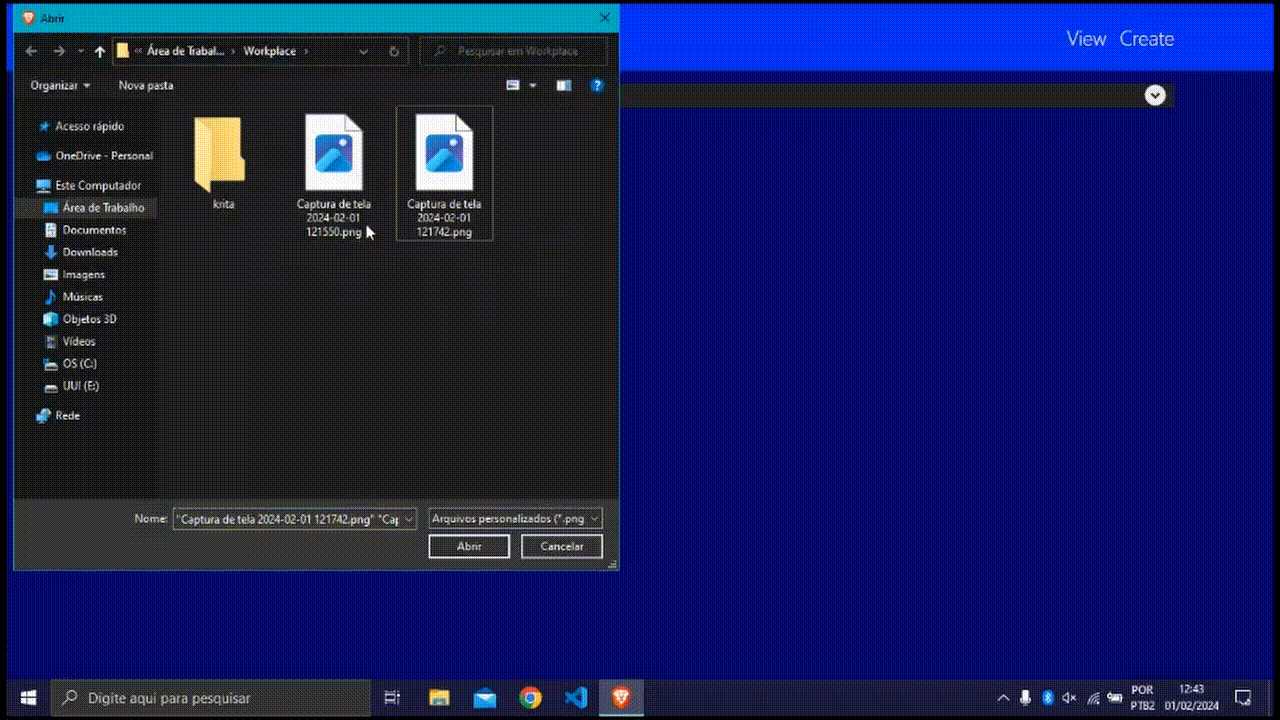 Abrir
View Create
« Área de Trabal... › Workplace ›
Pesquisar em Workplace
Organizar
Nova pasta
Acesso rápido
OneDrive - Personal
Este Computador
Área de Trabalho
Documentos
Downloads
Imagens
Músicas
Objetos 3D
Vídeos
OS (C:)
UUI (E:)
Rede
krita
Captura de tela
2024-02-01
121550.png
Captura de tela
2024-02-01
121742.png
Nome:
"Captura de tela 2024-02-01 121742.png" "Cap
Arquivos personalizados (*.png
Abrir
Cancelar
Digite aqui para pesquisar
POR
PTB2
12:43
01/02/2024